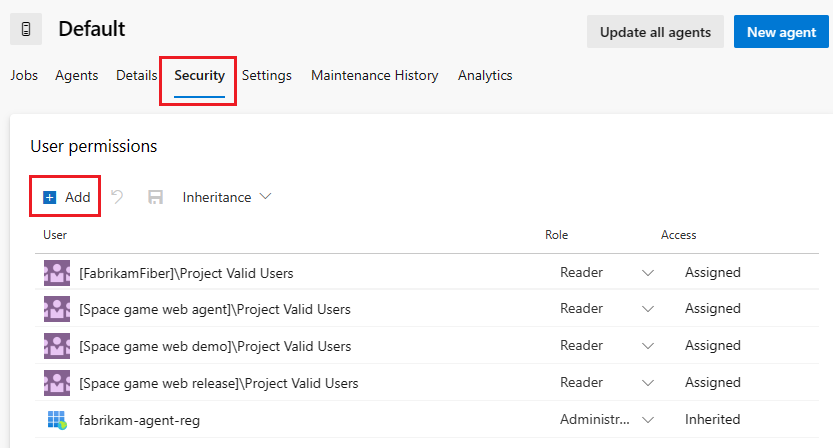 Default
Update all agents
New agent
Jobs Agents Details Security Settings Maintenance History Analytics
User permissions
Add Inheritance
User Role Access
[FabrikamFiber]\Project Valid Users Reader Assigned
[Space game web agent]\Project Valid Users Reader Assigned
[Space game web demo]\Project Valid Users Reader Assigned
[Space game web release]\Project Valid Users Reader Assigned
fabrikam-agent-reg Administr... Inherited